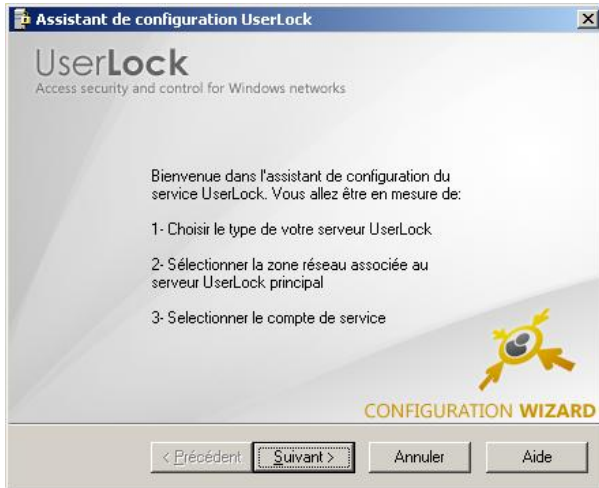 Assistant de configuration UserLock
UserLock
Access security and control for Windows networks
Bienvenue dans l'assistant de configuration du
service UserLock. Vous allez être en mesure de:
1- Choisir le type de votre serveur UserLock
2- Sélectionner la zone réseau associée au
serveur UserLock principal
3- Selectionner le compte de service
CONFIGURATION WIZARD
< Précédent Suivant > Annuler Aide